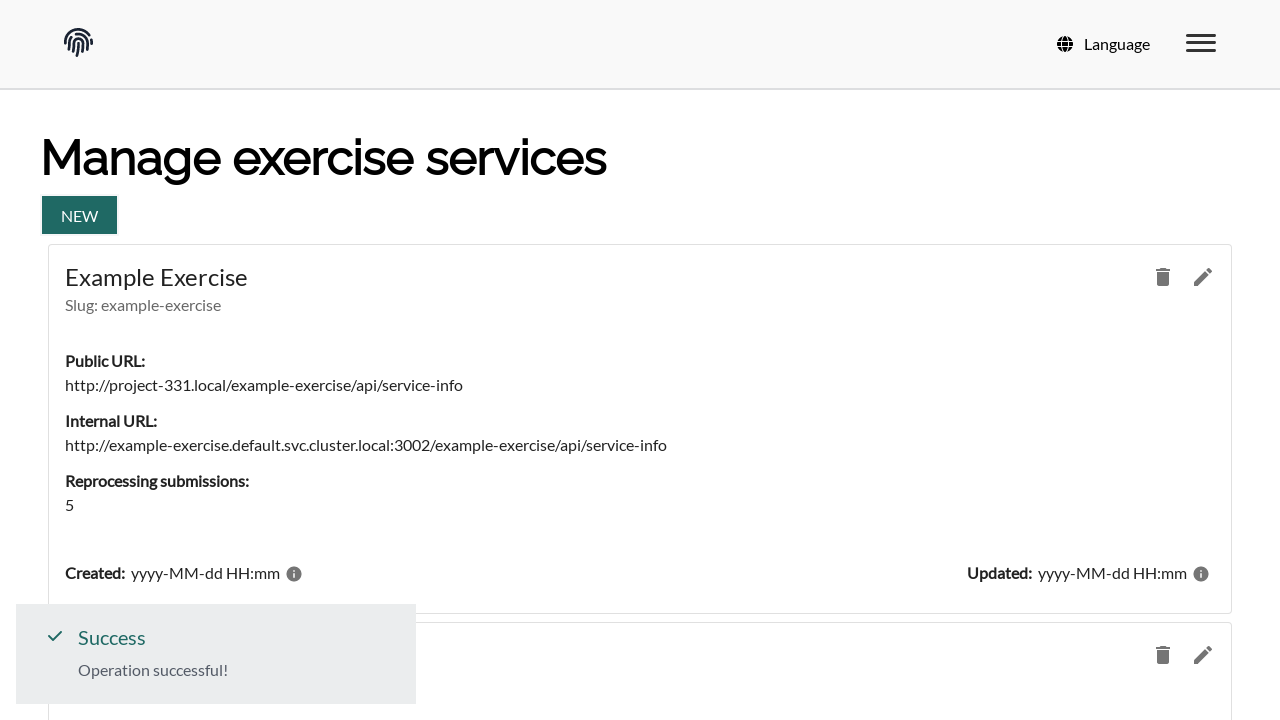 Language
Manage exercise services
NEW
Example Exercise
Slug: example-exercise
Public URL:
http://project-331.local/example-exercise/api/service-info
Internal URL:
http://example-exercise.default.svc.cluster.local:3002/example-exercise/api/service-info
Reprocessing submissions:
5
Created: yyyy-MM-dd HH:mm
Updated: yyyy-MM-dd HH:mm
Success
Operation successful!